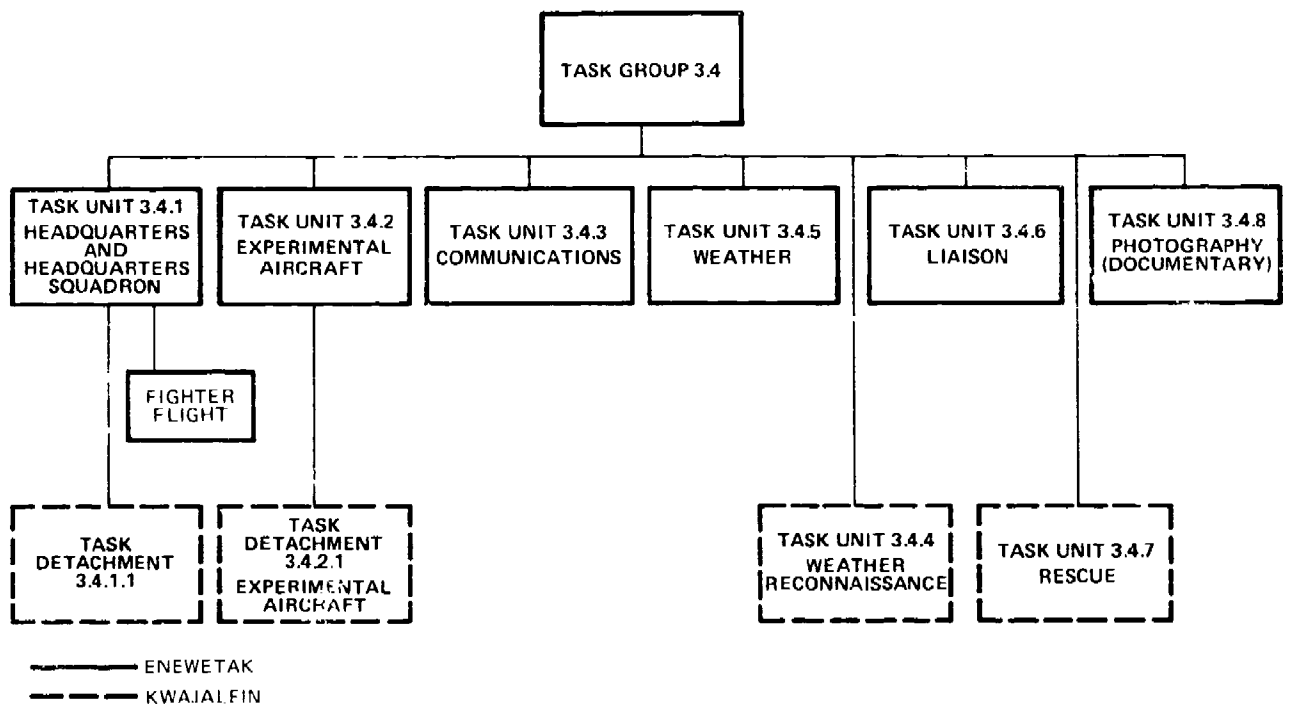 TASK GROUP 3.4
TASK UNIT 3.4.1
HEADQUARTERS
AND
HEADQUARTERS
SQUADRON
TASK UNIT 3.4.2
EXPERIMENTAL
AIRCRAFT
TASK UNIT 3.4.3
COMMUNICATIONS
TASK UNIT 3.4.5
WEATHER
TASK UNIT 3.4.6
LIAISON
TASK UNIT 3.4.8
PHOTOGRAPHY
(DOCUMENTARY)
FIGHTER
FLIGHT
TASK
DETACHMENT
3.4.1.1
TASK
DETACHMENT
3.4.2.1
EXPERIMENTAL
AIRCRAFT
TASK UNIT 3.4.4
WEATHER
RECONNAISSANCE
TASK UNIT 3.4.7
RESCUE
ENEWETAK
KWAJALEIN